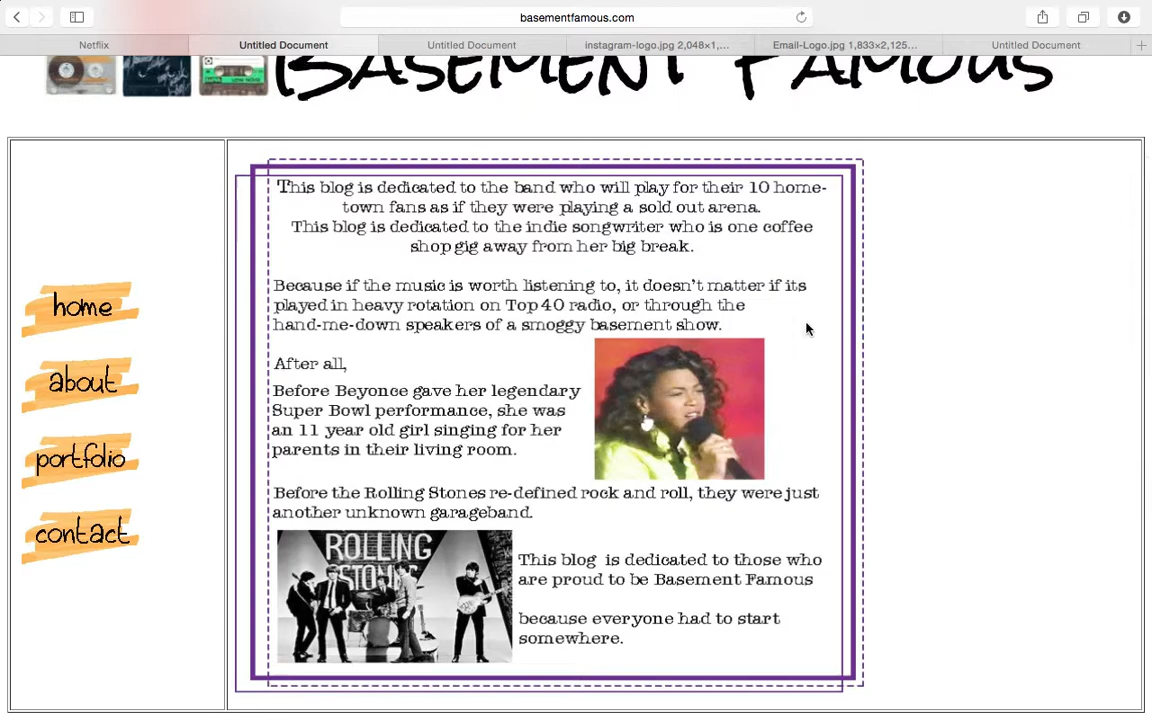 basementfamous.com
Netflix
Untitled Document
Untitled Document
instagram-logo.jpg 2,048×1,...
Email-Logo.jpg 1,833×2,125...
Untitled Document
BASEMENT FAMOUS
This blog is dedicated to the band who will play for their 10 home-
town fans as if they were playing a sold out arena.
This blog is dedicated to the indie songwriter who is one coffee
shop gig away from her big break.
Because if the music is worth listening to, it doesn't matter if its
played in heavy rotation on Top 40 radio, or through the
hand-me-down speakers of a smoggy basement show.
After all,
Before Beyonce gave her legendary
Super Bowl performance, she was
an 11 year old girl singing for her
parents in their living room.
Before the Rolling Stones re-defined rock and roll, they were just
another unknown garageband.
ROLLING
STONES
This blog is dedicated to those who
are proud to be Basement Famous
because everyone had to start
somewhere.
home
about
portfolio
contact